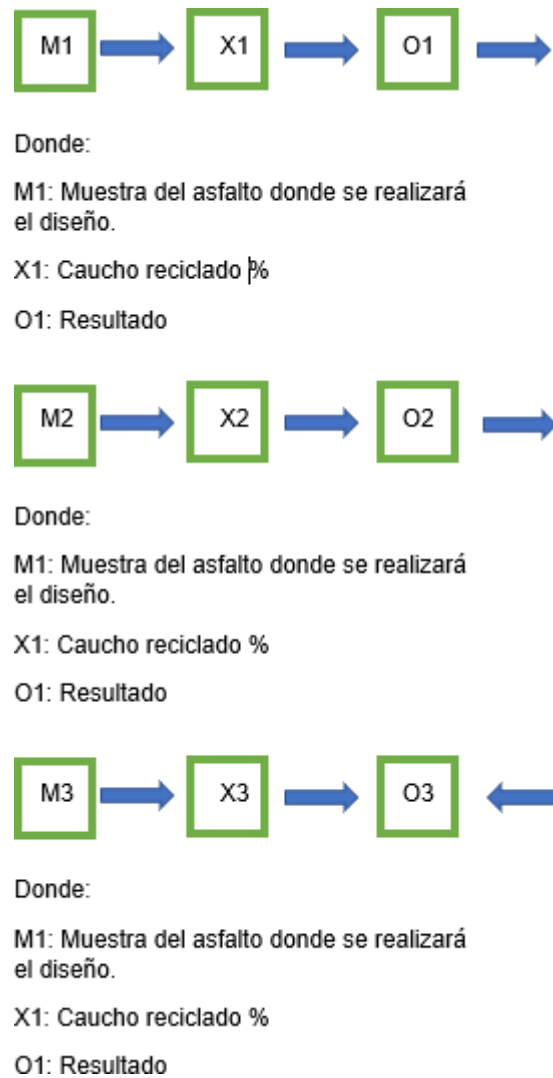 M1 X1 O1
Donde:
M1: Muestra del asfalto donde se realizará
el diseño.
X1: Caucho reciclado %
O1: Resultado
M2 X2 O2
Donde:
M1: Muestra del asfalto donde se realizará
el diseño.
X1: Caucho reciclado %
O1: Resultado
M3 X3 O3
Donde:
M1: Muestra del asfalto donde se realizará
el diseño.
X1: Caucho reciclado %
O1: Resultado